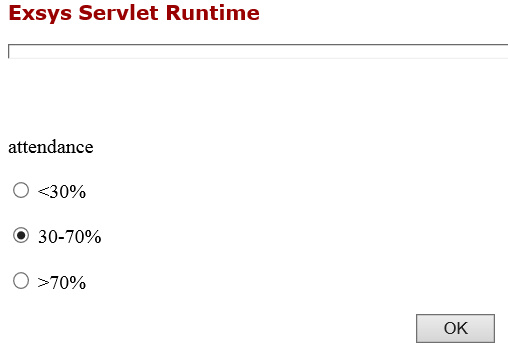 Exsys Servlet Runtime
attendance
<30%
30-70%
>70%
OK